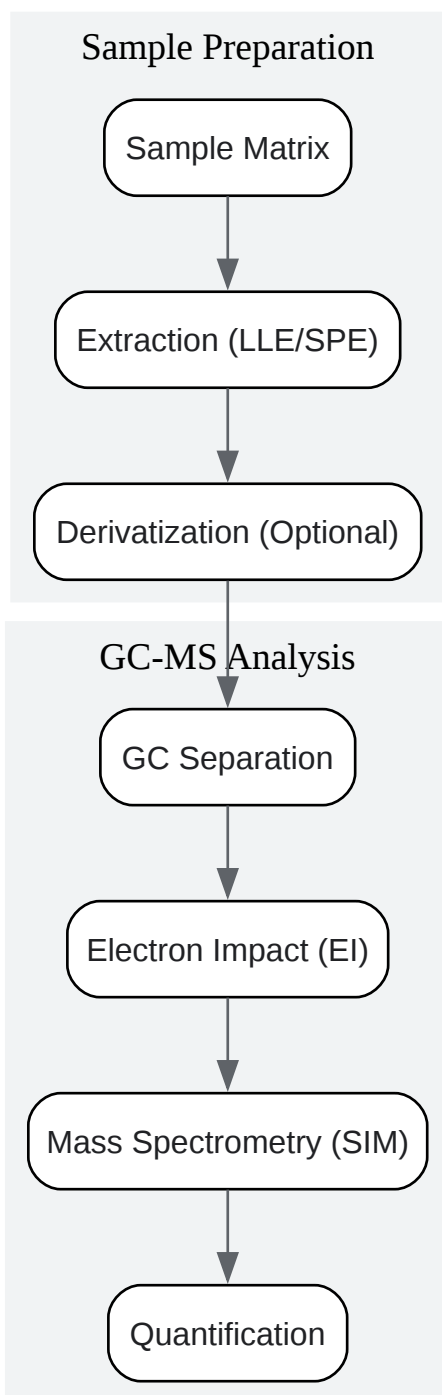 Sample Preparation
Sample Matrix
Extraction (LLE/SPE)
Derivatization (Optional)
GC-MS Analysis
GC Separation
Electron Impact (EI)
Mass Spectrometry (SIM)
Quantification